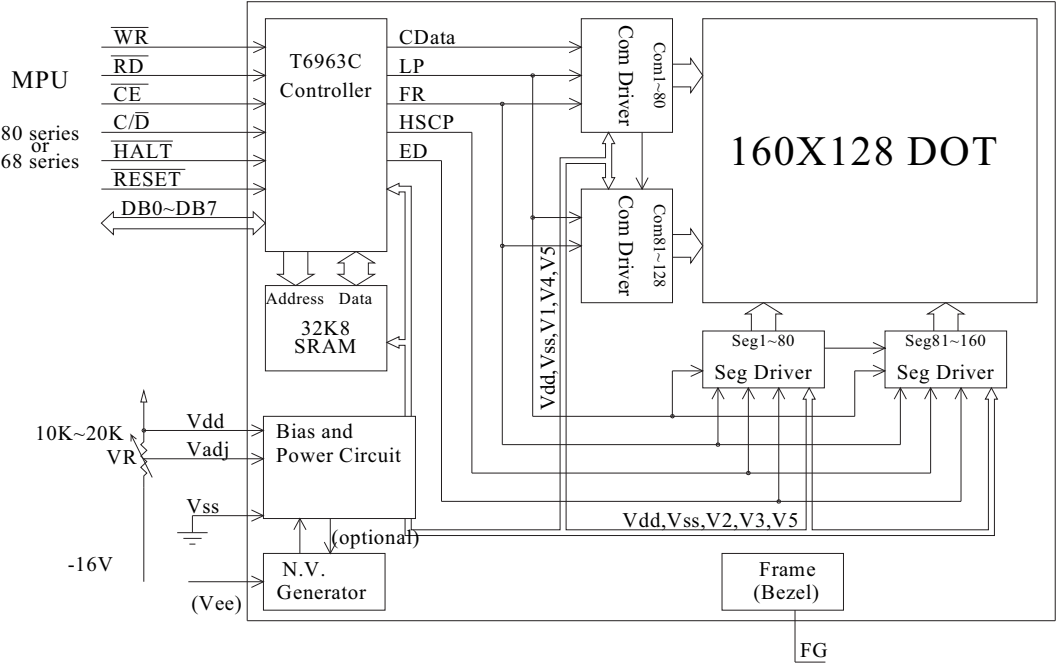 MPU
80 series
or
68 series
WR
RD
CE
C/D
HALT
RESET
DB0~DB7
T6963C
Controller
CData
LP
FR
HSCP
ED
Address Data
32K8
SRAM
Com Driver
Com1~80
Com Driver
Com81~128
160X128 DOT
Vdd,Vss,V1,V4,V5
Seg1~80
Seg Driver
Seg81~160
Seg Driver
10K~20K
VR
Vdd
Vadj
Vss
-16V
(Vee)
Bias and
Power Circuit
(optional)
N.V.
Generator
Vdd,Vss,V2,V3,V5
Frame
(Bezel)
FG